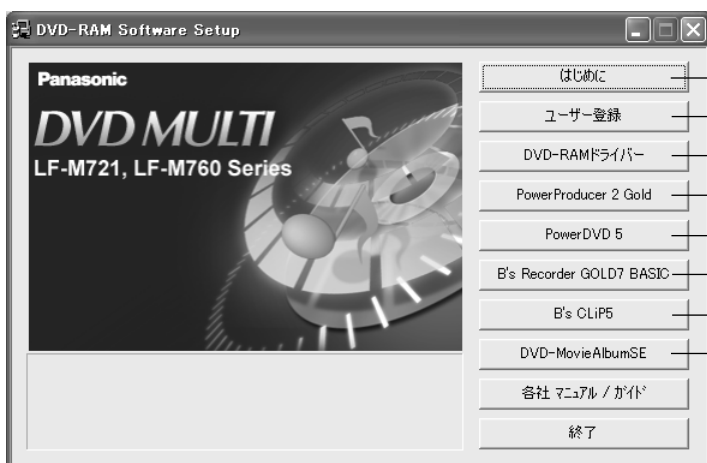 DVD-RAM Software Setup
Panasonic
DVD MULTI
LF-M721, LF-M760 Series
はじめに
ユーザー登録
DVD-RAMドライバー
PowerProducer 2 Gold
PowerDVD 5
B's Recorder GOLD7 BASIC
B's CLiP5
DVD-MovieAlbumSE
各社 マニュアル / ガイド
終了